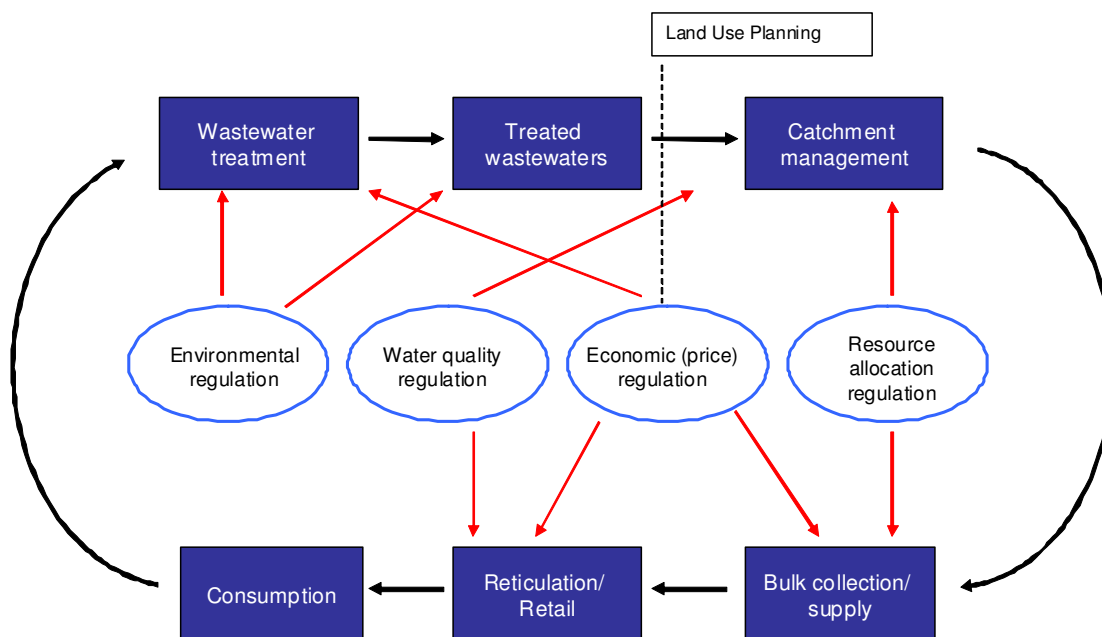 Land Use Planning
Wastewater
treatment
Treated
wastewaters
Catchment
management
Environmental
regulation
Water quality
regulation
Economic (price)
regulation
Resource
allocation
regulation
Consumption
Reticulation/
Retail
Bulk collection/
supply